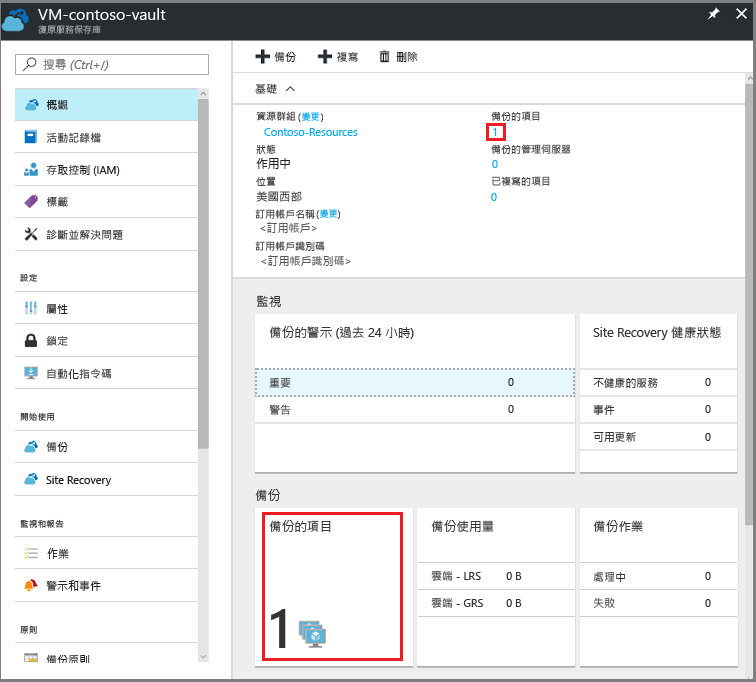 VM-contoso-vault
復原服務保存庫
搜尋 (Ctrl+/)
概觀
活動記錄檔
存取控制 (IAM)
標籤
診斷並解決問題
設定
屬性
鎖定
自動化指令碼
開始使用
備份
Site Recovery
監視和報告
作業
警示和事件
原則
備份原則
備份 複寫 刪除
基礎
資源群組 (變更) 備份的項目
Contoso-Resources 1
狀態 備份的管理伺服器
作用中 0
位置 已複寫的項目
美國西部 0
訂用帳戶名稱 (變更)
<訂用帳戶>
訂用帳戶識別碼
<訂用帳戶識別碼>
監視
備份的警示 (過去 24 小時)
重要 0
警告 0
Site Recovery 健康狀態
不健康的服務 0
事件 0
可用更新 0
備份
備份的項目
1
備份使用量
雲端 - LRS 0 B
雲端 - GRS 0 B
備份作業
處理中 0
失敗 0